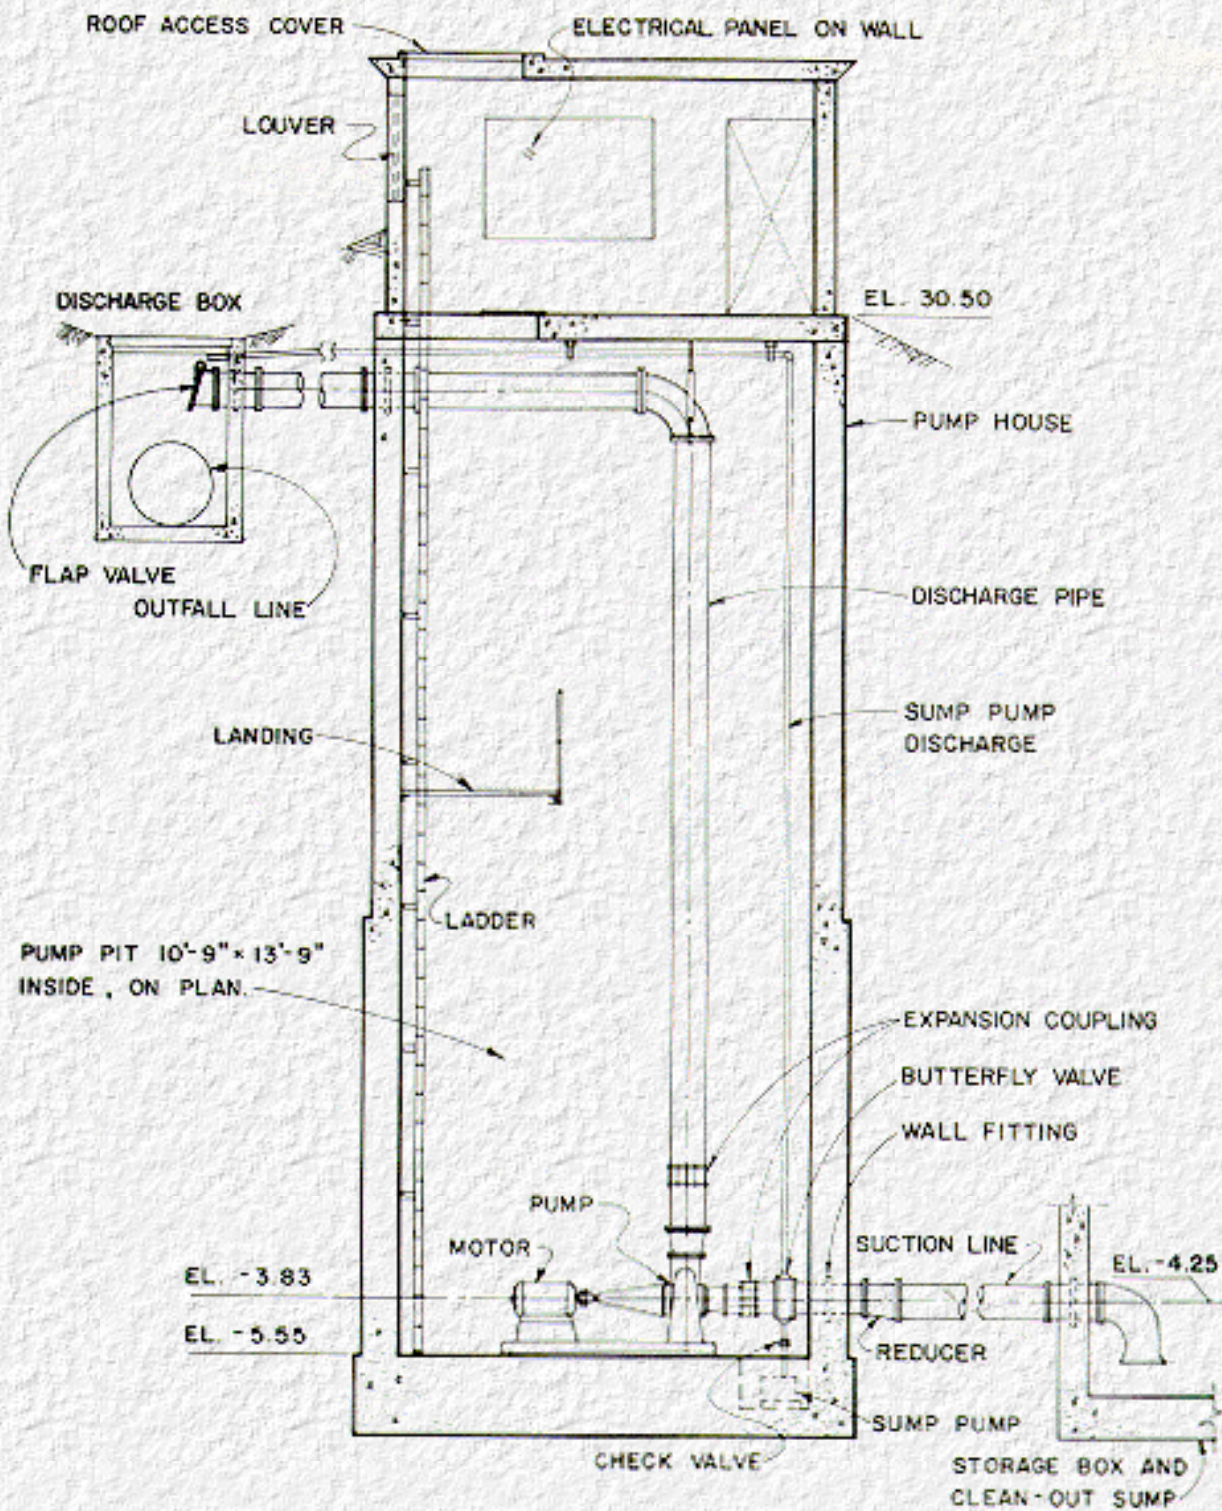 ROOF ACCESS COVER
ELECTRICAL PANEL ON WALL
LOUVER
DISCHARGE BOX
EL. 30.50
PUMP HOUSE
FLAP VALVE
OUTFALL LINE
DISCHARGE PIPE
LANDING
SUMP PUMP
DISCHARGE
LADDER
PUMP PIT 10'-9" × 13'-9"
INSIDE, ON PLAN.
EXPANSION COUPLING
BUTTERFLY VALVE
WALL FITTING
PUMP
MOTOR
SUCTION LINE
EL. -4.25
EL. -3.83
EL. -5.55
REDUCER
SUMP PUMP
CHECK VALVE
STORAGE BOX AND
CLEAN-OUT SUMP